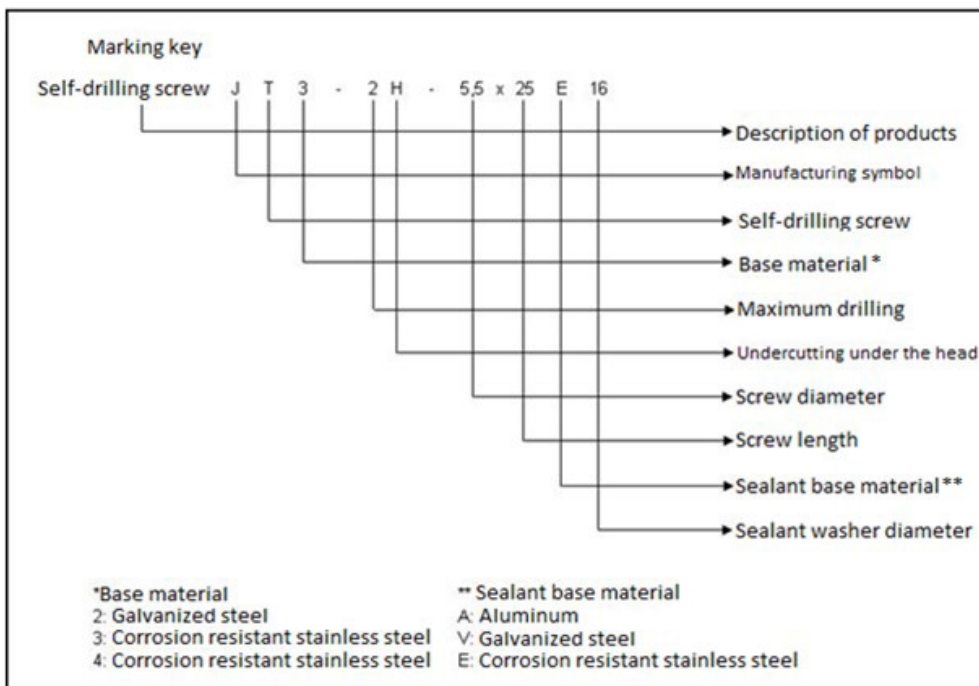 Marking key
Self-drilling screw J T 3 - 2 H - 5,5 x 25 E 16
Description of products
Manufacturing symbol
Self-drilling screw
Base material *
Maximum drilling
Undercutting under the head
Screw diameter
Screw length
Sealant base material **
Sealant washer diameter
*Base material
2: Galvanized steel
3: Corrosion resistant stainless steel
4: Corrosion resistant stainless steel
** Sealant base material
A: Aluminum
V: Galvanized steel
E: Corrosion resistant stainless steel